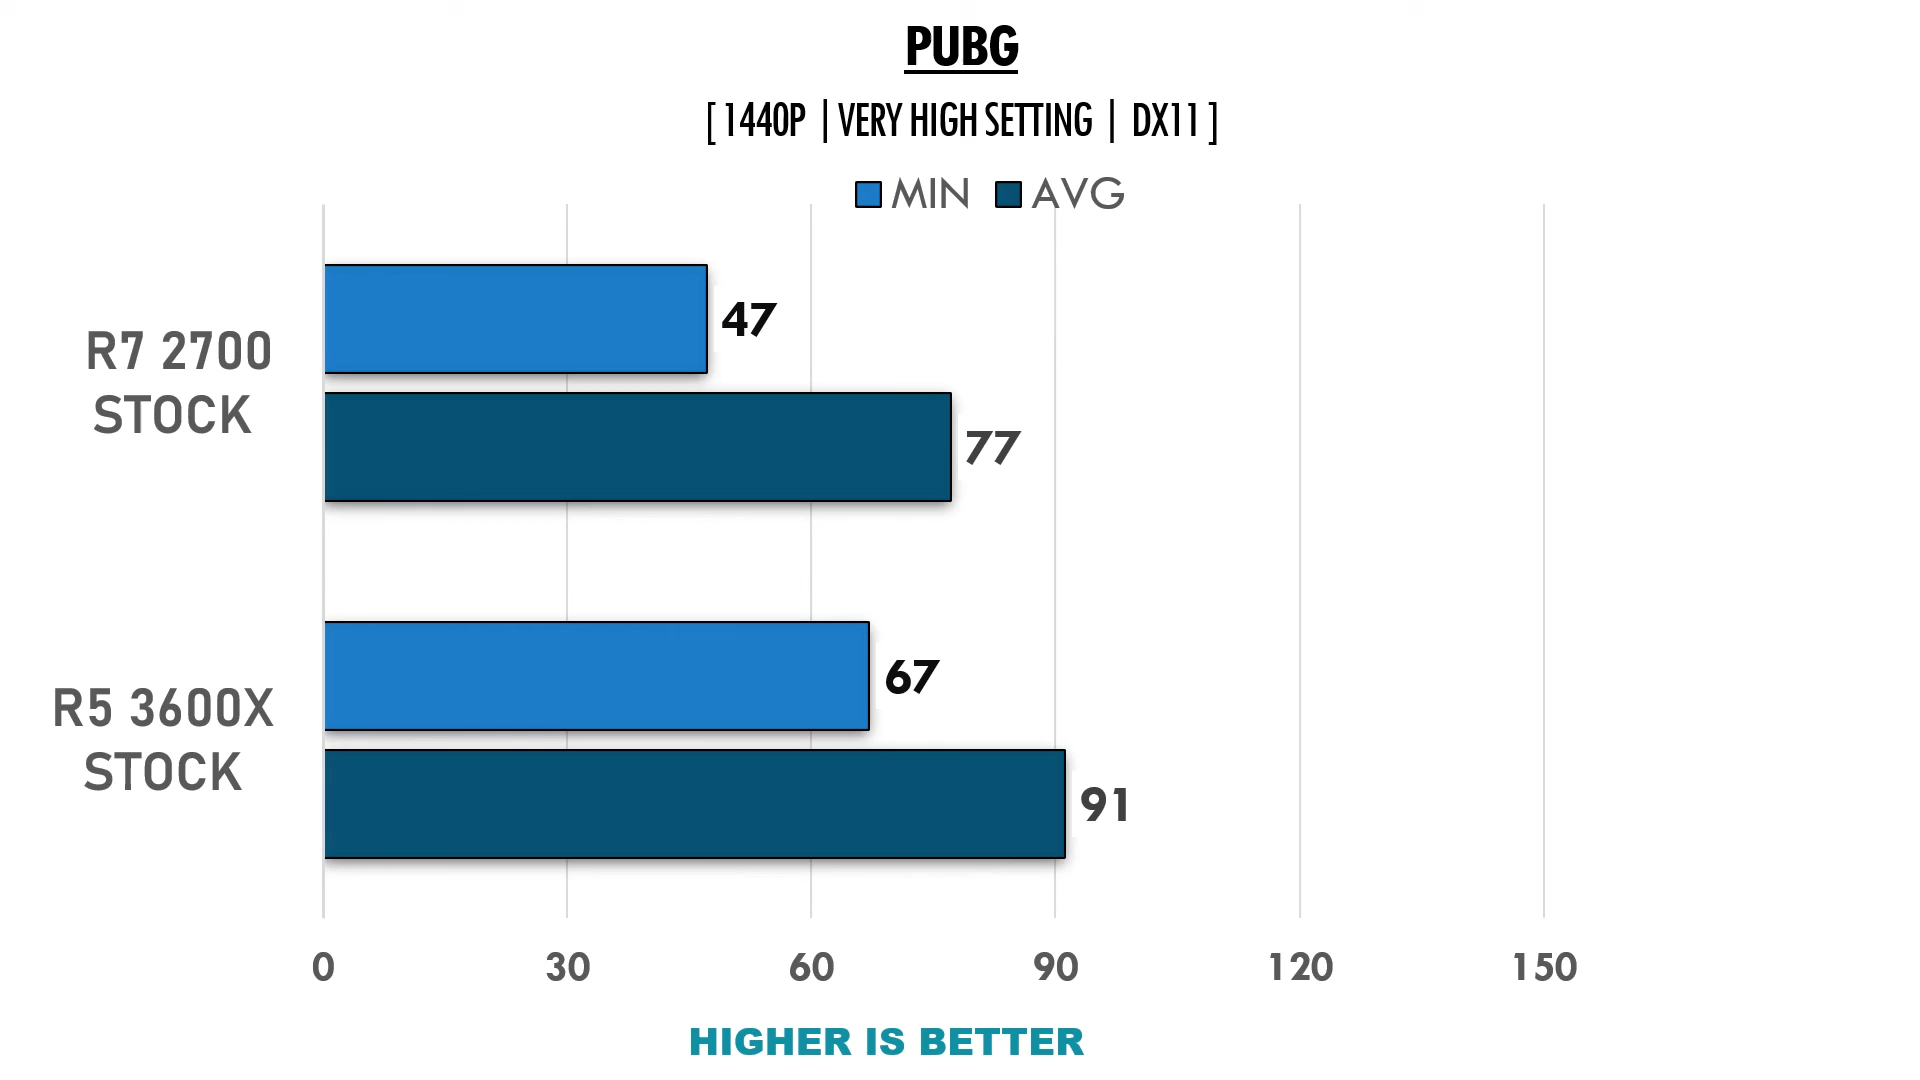 PUBG
[ 1440P | VERY HIGH SETTING | DX11 ]
MIN AVG
R7 2700
STOCK
47
77
R5 3600X
STOCK
67
91
0 30 60 90 120 150
HIGHER IS BETTER